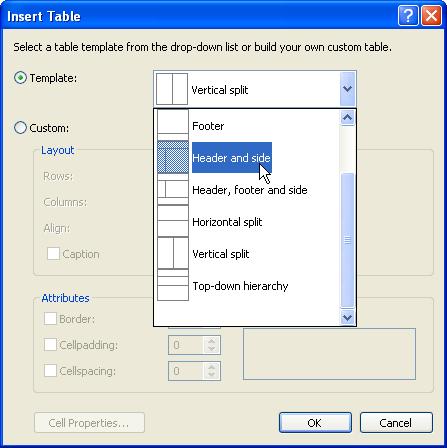 Insert Table
Select a table template from the drop-down list or build your own custom table.
Template:
Vertical split
Custom:
Footer
Layout
Header and side
Rows:
Header, footer and side
Columns:
Horizontal split
Align:
Caption
Vertical split
Top-down hierarchy
Attributes
Border:
Cellpadding: 0
Cellspacing: 0
Cell Properties... OK Cancel